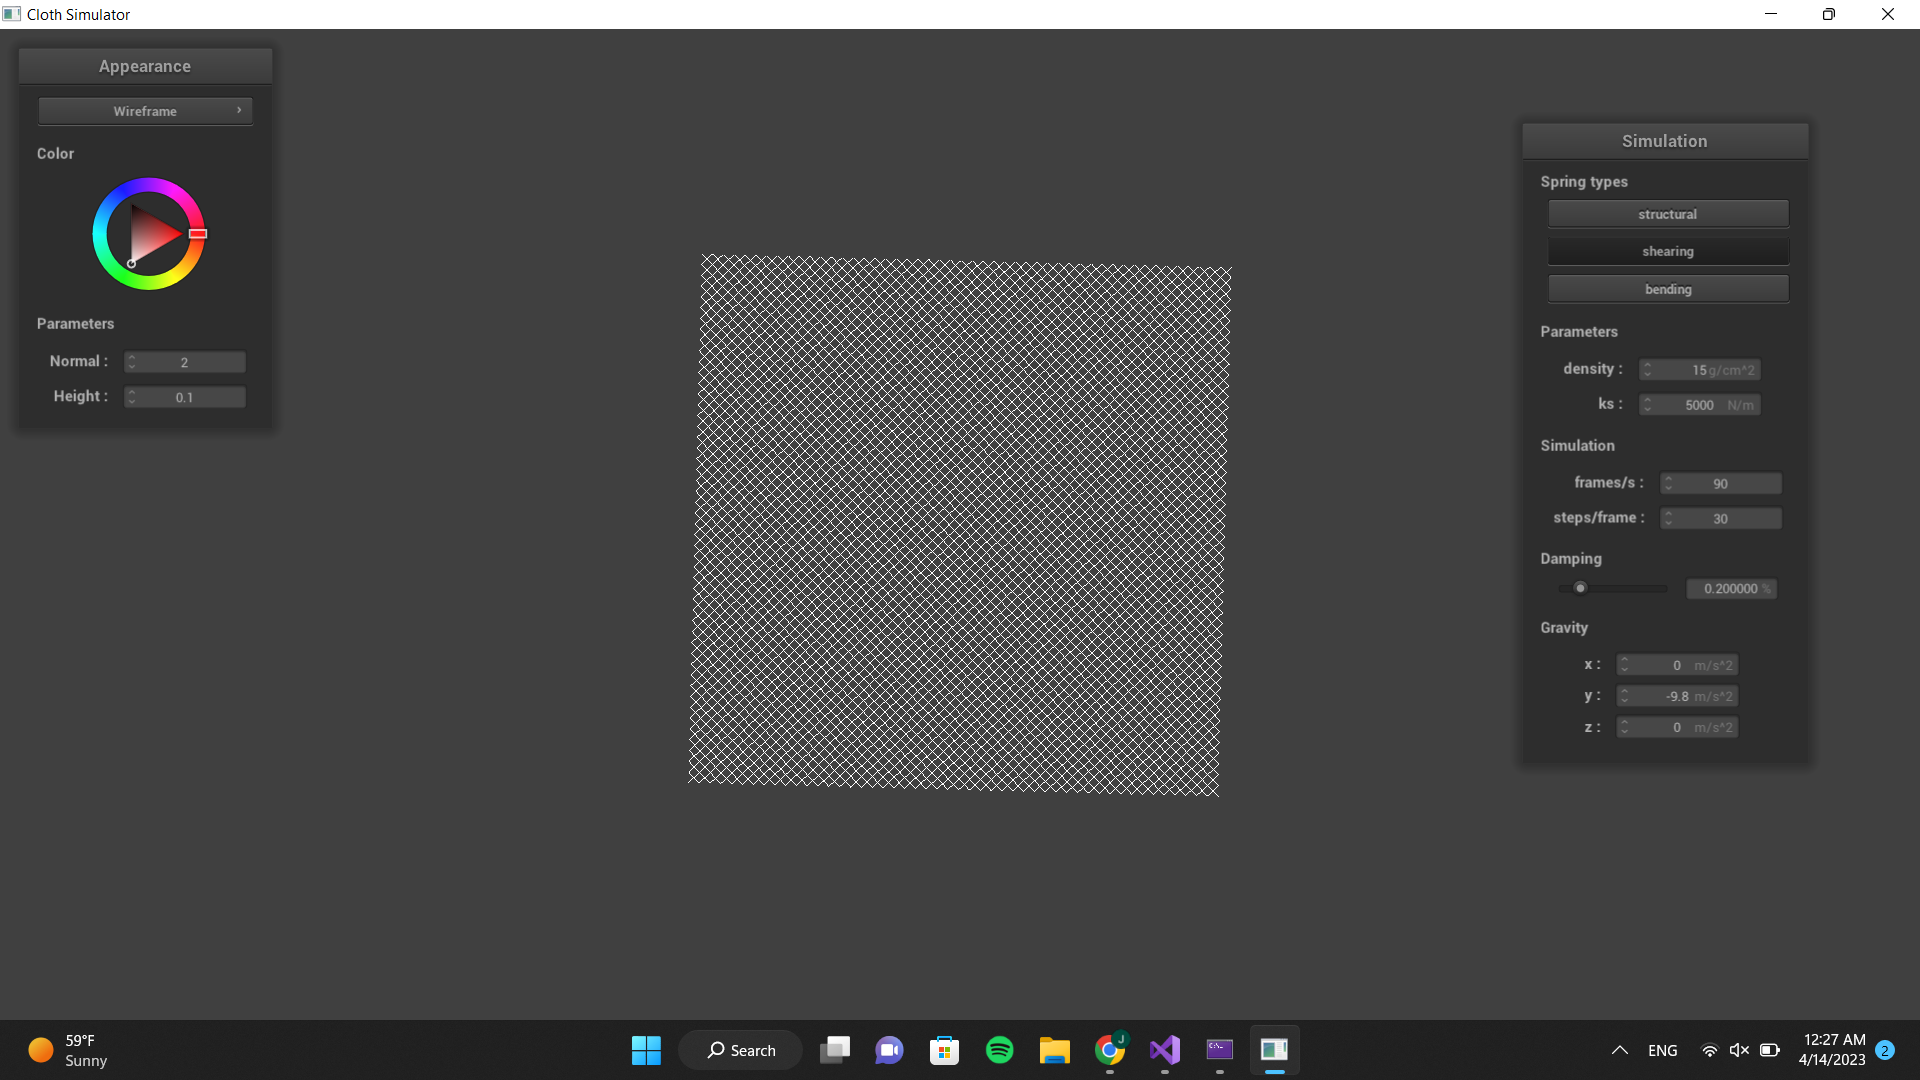 Cloth Simulator
Appearance
Wireframe
Color
Parameters
Normal : 2
Height : 0.1
Simulation
Spring types
structural
shearing
bending
Parameters
density : 15 g/cm^2
ks : 5000 N/m
Simulation
frames/s : 90
steps/frame : 30
Damping
0.200000 %
Gravity
x : 0 m/s^2
y : -9.8 m/s^2
z : 0 m/s^2
59°F
Sunny
Search
J
ENG
12:27 AM
4/14/2023
2